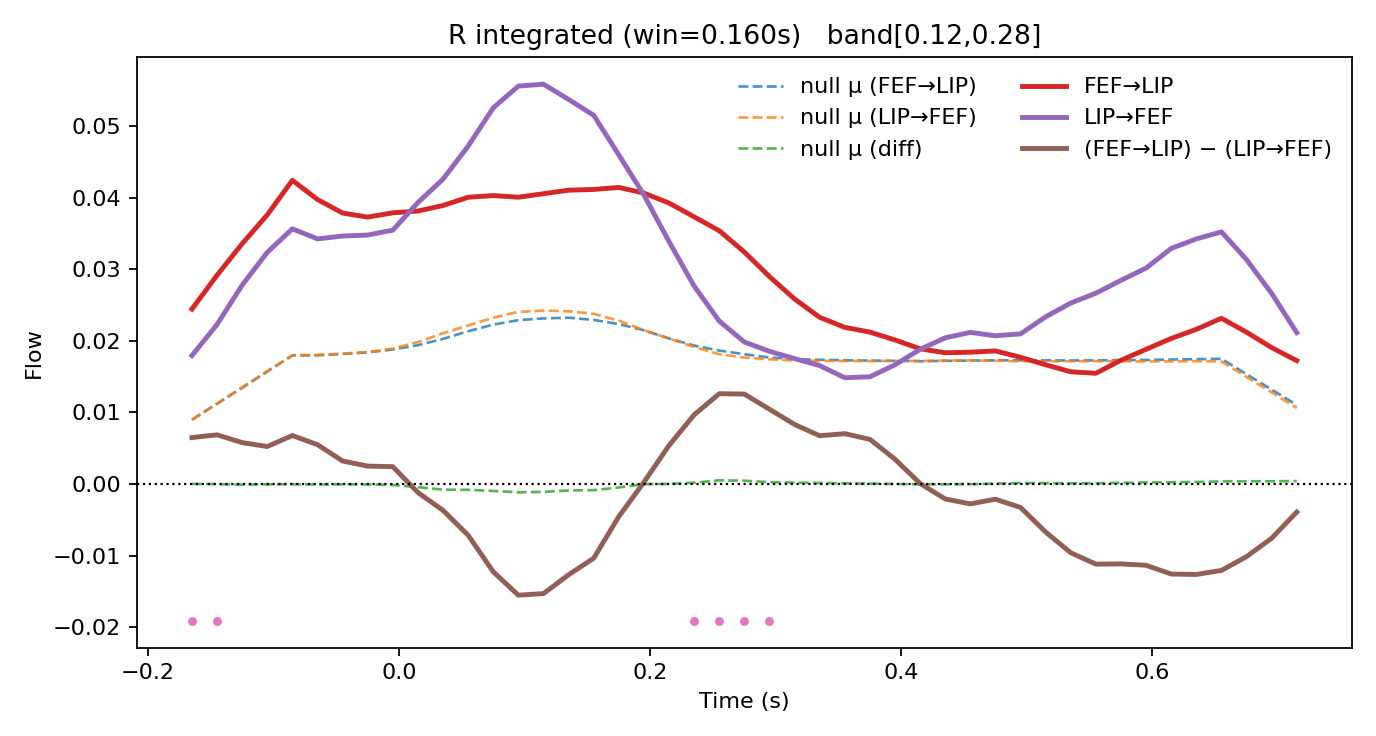 R integrated (win=0.160s)   band[0.12,0.28]
null μ (FEF→LIP)
null μ (LIP→FEF)
null μ (diff)
FEF→LIP
LIP→FEF
(FEF→LIP) − (LIP→FEF)
Flow
0.05
0.04
0.03
0.02
0.01
0.00
−0.01
−0.02
−0.2
0.0
0.2
0.4
0.6
Time (s)